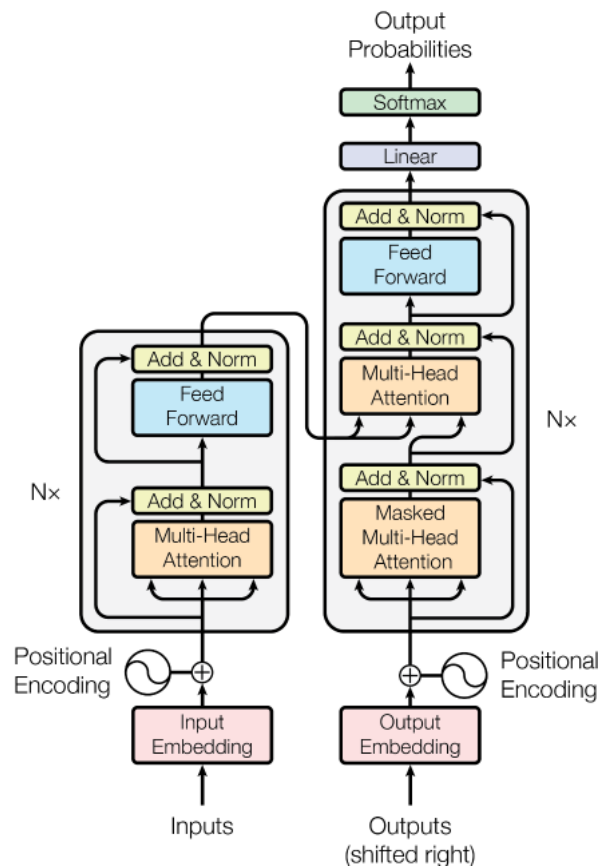 Output
Probabilities
Softmax
Linear
Add & Norm
Feed
Forward
Add & Norm
Multi-Head
Attention
Add & Norm
Masked
Multi-Head
Attention
Nx
Add & Norm
Feed
Forward
Add & Norm
Multi-Head
Attention
Nx
Positional
Encoding
Positional
Encoding
Input
Embedding
Output
Embedding
Inputs
Outputs
(shifted right)